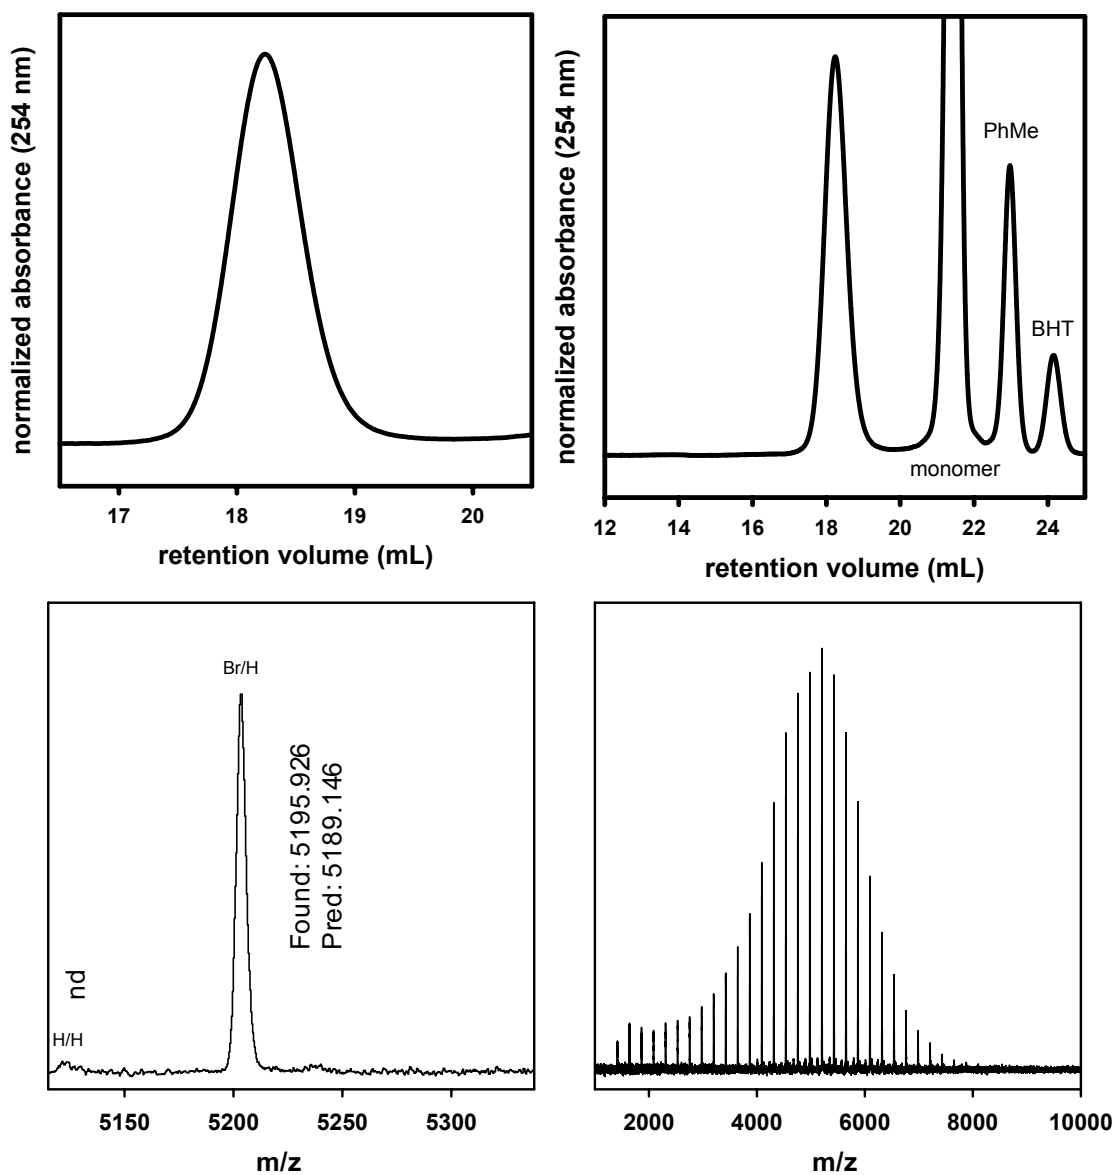 normalized absorbance (254 nm)
17 18 19 20
retention volume (mL)
normalized absorbance (254 nm)
PhMe
BHT
monomer
12 14 16 18 20 22 24
retention volume (mL)
Br/H
Found: 5195.926
Pred: 5189.146
nd
H/H
5150 5200 5250 5300
m/z
2000 4000 6000 8000 10000
m/z